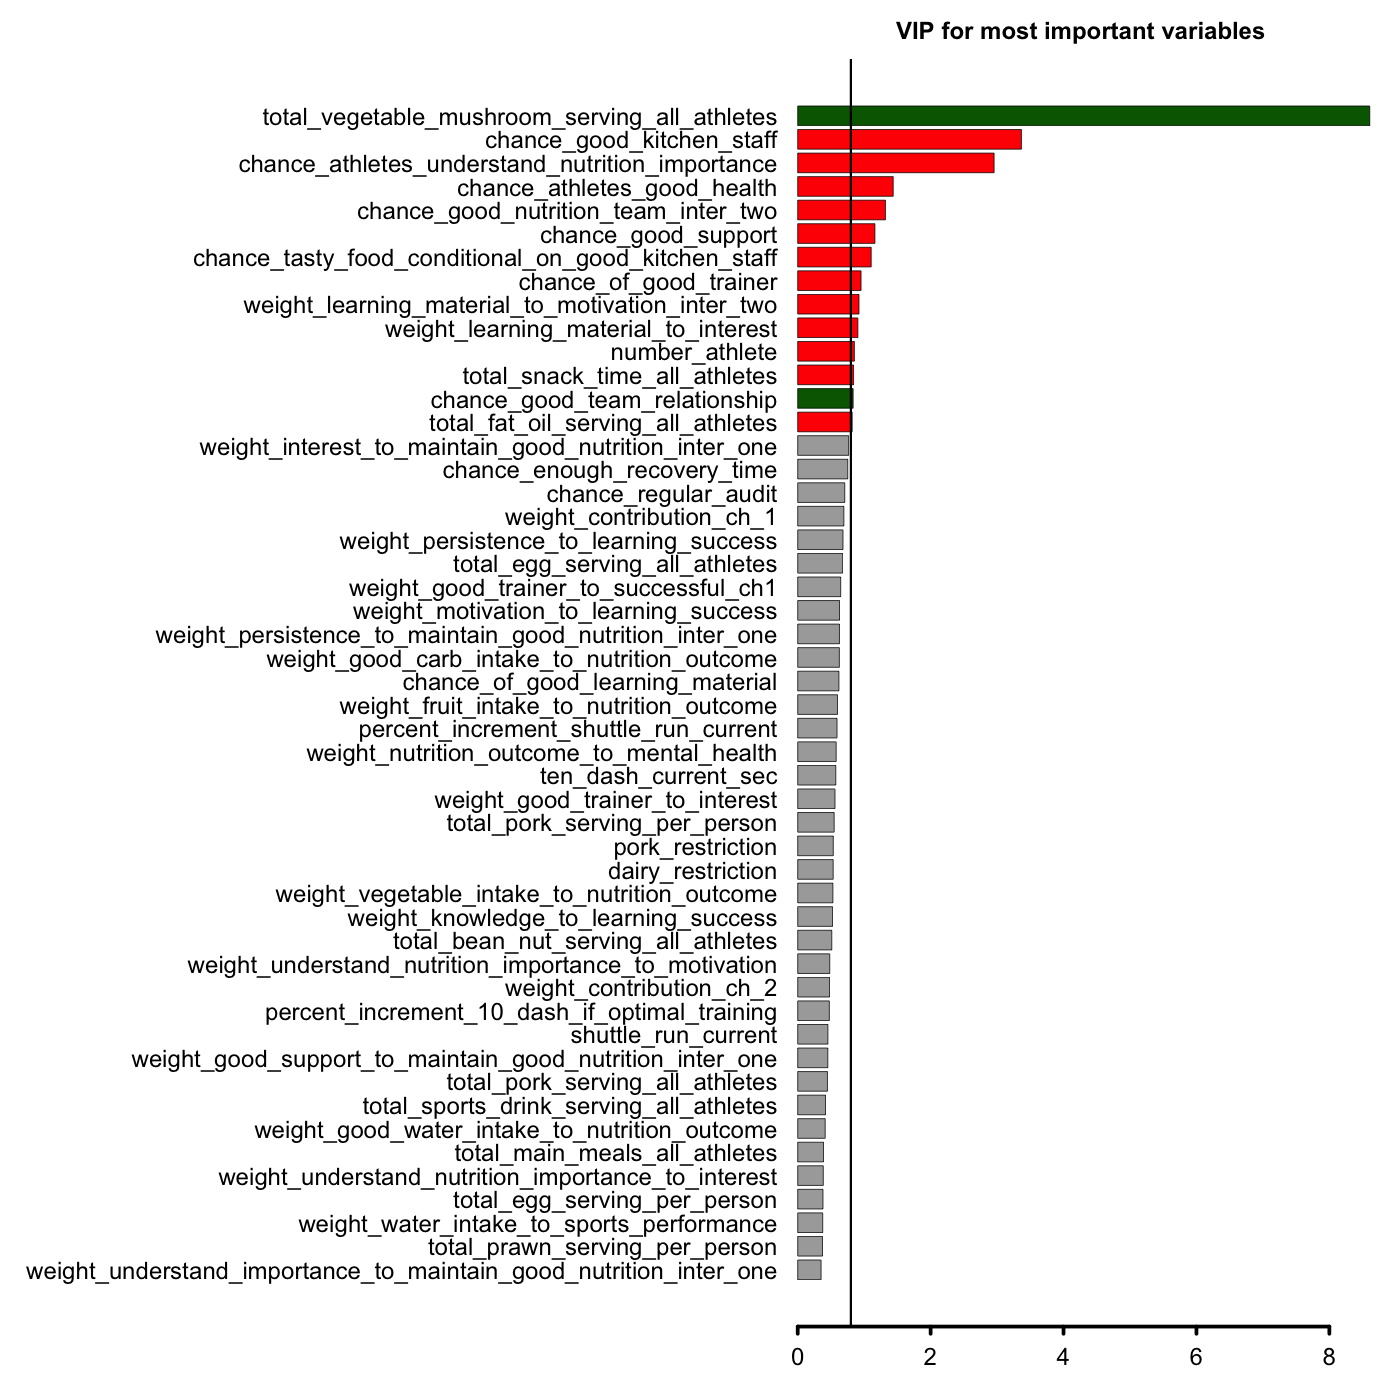 VIP for most important variables
total_vegetable_mushroom_serving_all_athletes
chance_good_kitchen_staff
chance_athletes_understand_nutrition_importance
chance_athletes_good_health
chance_good_nutrition_team_inter_two
chance_good_support
chance_tasty_food_conditional_on_good_kitchen_staff
chance_of_good_trainer
weight_learning_material_to_motivation_inter_two
weight_learning_material_to_interest
number_athlete
total_snack_time_all_athletes
chance_good_team_relationship
total_fat_oil_serving_all_athletes
weight_interest_to_maintain_good_nutrition_inter_one
chance_enough_recovery_time
chance_regular_audit
weight_contribution_ch_1
weight_persistence_to_learning_success
total_egg_serving_all_athletes
weight_good_trainer_to_successful_ch1
weight_motivation_to_learning_success
weight_persistence_to_maintain_good_nutrition_inter_one
weight_good_carb_intake_to_nutrition_outcome
chance_of_good_learning_material
weight_fruit_intake_to_nutrition_outcome
percent_increment_shuttle_run_current
weight_nutrition_outcome_to_mental_health
ten_dash_current_sec
weight_good_trainer_to_interest
total_pork_serving_per_person
pork_restriction
dairy_restriction
weight_vegetable_intake_to_nutrition_outcome
weight_knowledge_to_learning_success
total_bean_nut_serving_all_athletes
weight_understand_nutrition_importance_to_motivation
weight_contribution_ch_2
percent_increment_10_dash_if_optimal_training
shuttle_run_current
weight_good_support_to_maintain_good_nutrition_inter_one
total_pork_serving_all_athletes
total_sports_drink_serving_all_athletes
weight_good_water_intake_to_nutrition_outcome
total_main_meals_all_athletes
weight_understand_nutrition_importance_to_interest
total_egg_serving_per_person
weight_water_intake_to_sports_performance
total_prawn_serving_per_person
weight_understand_importance_to_maintain_good_nutrition_inter_one
0 2 4 6 8